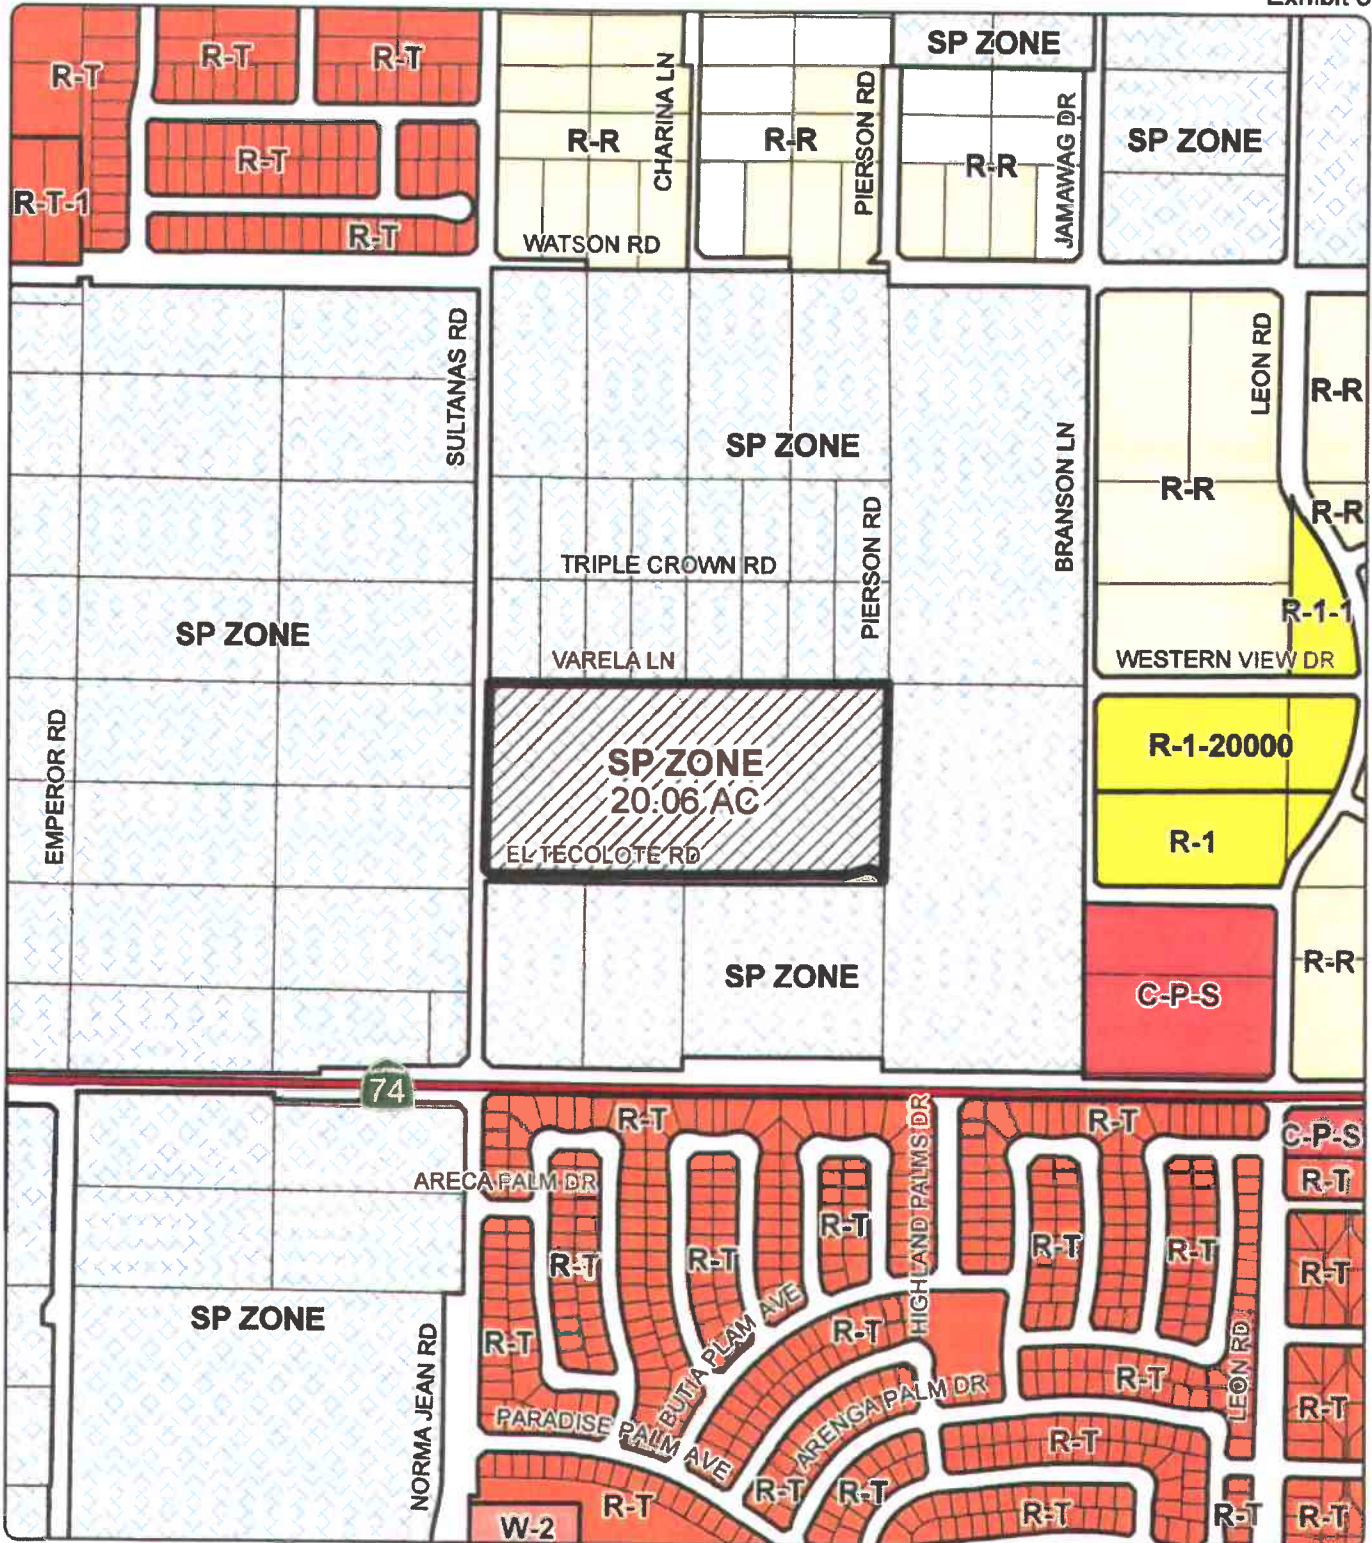 Exhibit
SP ZONE
R-T
R-T
R-T
CHARINA LN
PIERSON RD
JAMAWAG DR
R-R
R-R
R-R
SP ZONE
R-T
R-T-1
R-T
WATSON RD
SULTANAS RD
LEON RD
R-R
SP ZONE
BRANSON LN
R-R
R-R
PIERSON RD
TRIPLE CROWN RD
R-1-1
SP ZONE
VARELA LN
WESTERN VIEW DR
EMPEROR RD
SP ZONE
20.06 AC
R-1-20000
R-1
EL TECOLOTE RD
SP ZONE
R-R
C-P-S
74
HIGHLAND PALMS DR
R-T
R-T
C-P-S
ARECA PALM DR
R-T
R-T
R-T
R-T
R-T
R-T
R-T
SP ZONE
BUTIA PLAM AVE
R-T
R-T
NORMA JEAN RD
LEON RD
ARENGA PALM DR
R-T
PARADISE PALM AVE
R-T
R-T
R-T
R-T
R-T
R-T
R-T
R-T
W-2